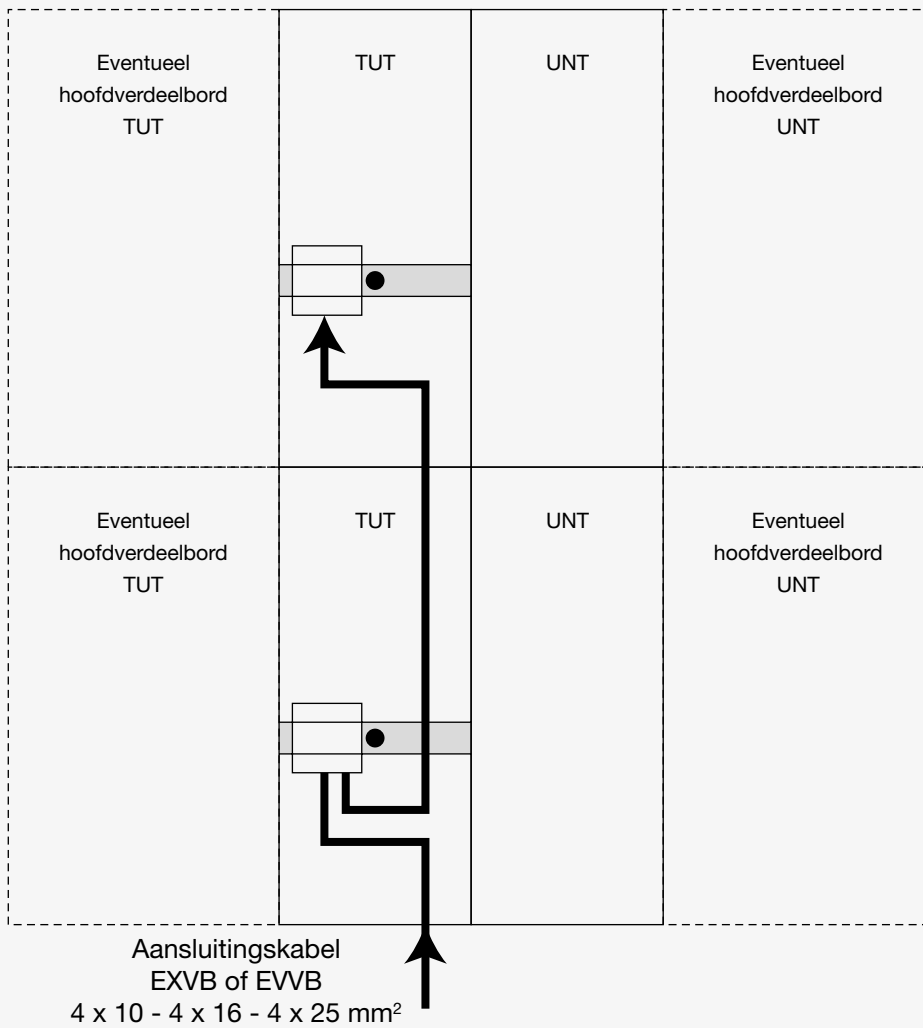 Eventueel
hoofdverdeelbord
TUT
TUT
UNT
Eventueel
hoofdverdeelbord
UNT
Eventueel
hoofdverdeelbord
TUT
TUT
UNT
Eventueel
hoofdverdeelbord
UNT
Aansluitingskabel
EXVB of EVVB
4 x 10 - 4 x 16 - 4 x 25 mm²